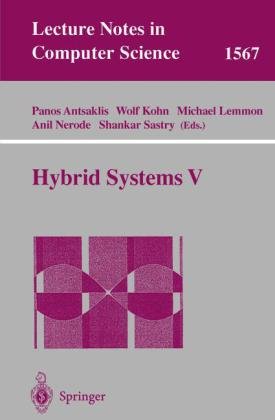 Lecture Notes in
Computer Science 1567
Panos Antsaklis Wolf Kohn Michael Lemmon
Anil Nerode Shankar Sastry (Eds.)
Hybrid Systems V
Springer